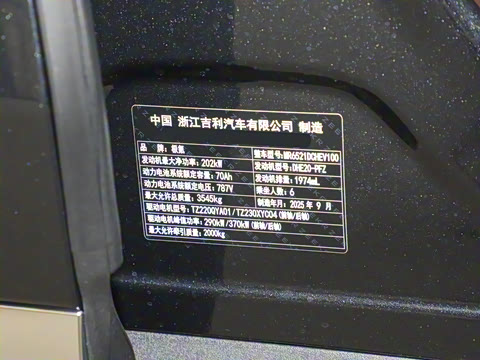 中国 浙江吉利汽车有限公司 制造
品 牌：极氪 整车型号：MR6521DCHEV100
发动机最大净功率：202kW 发动机型号：DHE20-PFZ
动力电池系统额定容量：70Ah 发动机排量：1974mL
动力电池系统额定电压：787V 乘坐人数：6
最大允许总质量：3545kg 制造年月：2025 年 9 月
驱动电机型号：TZ220QYA01/TZ230XYC04（前轴/后轴）
驱动电机峰值功率：290kW/370kW（前轴/后轴）
最大允许牵引质量：2000kg